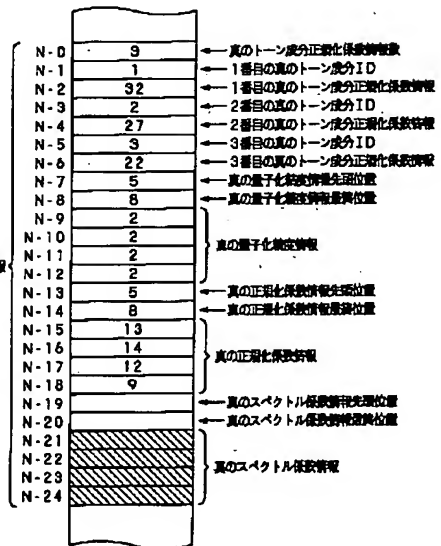 N-0 3 真のトーン成分正規化係数情報数
N-1 1 1番目の真のトーン成分ID
N-2 32 1番目の真のトーン成分正規化係数情報
N-3 2 2番目の真のトーン成分ID
N-4 27 2番目の真のトーン成分正規化係数情報
N-5 3 3番目の真のトーン成分ID
N-6 22 3番目の真のトーン成分正規化係数情報
N-7 5 真の量子化精度情報先頭位置
N-8 8 真の量子化精度情報最終位置
N-9 2
N-10 2
N-11 2
N-12 2
真の量子化精度情報
N-13 5 真の正規化係数情報先頭位置
N-14 8 真の正規化係数情報最終位置
N-15 13
N-16 14
N-17 12
N-18 9
真の正規化係数情報
N-19 真のスペクトル係数情報先頭位置
N-20 真のスペクトル係数情報最終位置
N-21
N-22
N-23
N-24
真のスペクトル係数情報
報